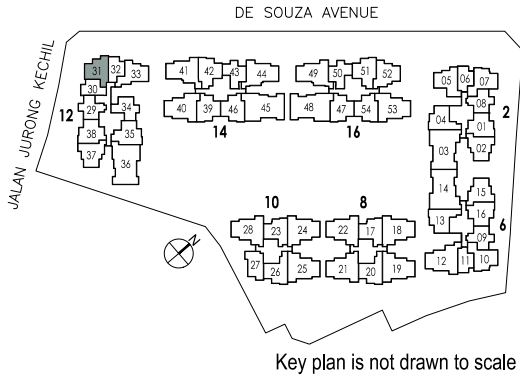 DE SOUZA AVENUE
JALAN JURONG KECHIL
31 32 33
30
29 34
12
38 35
37 36
41 42 43 44
40 39 46 45
14
49 50 51 52
48 47 54 53
16
05 06 07
08
2
04 01
03 02
14 15
13 16
6
09
12 11 10
10
28 23 24
27 26 25
8
22 17 18
21 20 19
N
Key plan is not drawn to scale